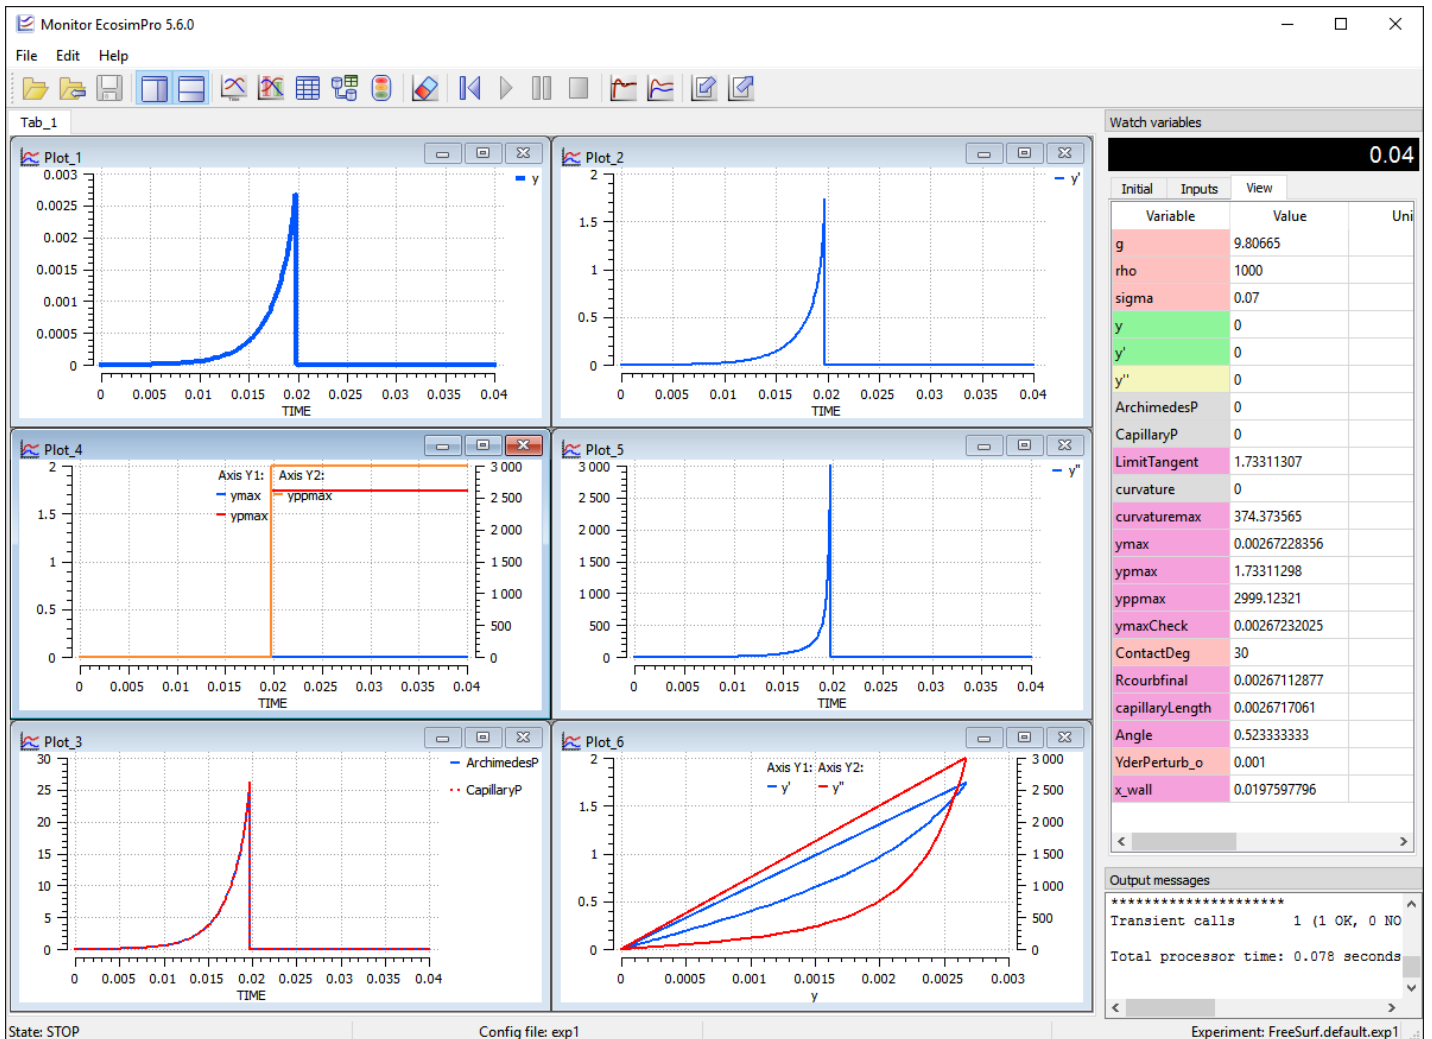 Monitor EcosimPro 5.6.0
File Edit Help
Tab_1
Plot_1
0.003
0.0025
0.002
0.0015
0.001
0.0005
0
y
0 0.005 0.01 0.015 0.02 0.025 0.03 0.035 0.04
TIME
Plot_2
2
1.5
1
0.5
0
y'
0 0.005 0.01 0.015 0.02 0.025 0.03 0.035 0.04
TIME
Plot_4
2
1.5
1
0.5
0
Axis Y1: Axis Y2:
ymax yppmax
ypmax
3 000
2 500
2 000
1 500
1 000
500
0
0 0.005 0.01 0.015 0.02 0.025 0.03 0.035 0.04
TIME
Plot_5
3 000
2 500
2 000
1 500
1 000
500
0
y"
0 0.005 0.01 0.015 0.02 0.025 0.03 0.035 0.04
TIME
Plot_3
30
25
20
15
10
5
0
ArchimedesP
CapillaryP
0 0.005 0.01 0.015 0.02 0.025 0.03 0.035 0.04
TIME
Plot_6
2
1.5
1
0.5
0
Axis Y1: Axis Y2:
y' y"
3 000
2 500
2 000
1 500
1 000
500
0
0 0.0005 0.001 0.0015 0.002 0.0025 0.003
y
Watch variables
0.04
Initial Inputs View
Variable Value Uni
g 9.80665
rho 1000
sigma 0.07
y 0
y' 0
y'' 0
ArchimedesP 0
CapillaryP 0
LimitTangent 1.73311307
curvature 0
curvaturemax 374.373565
ymax 0.00267228356
ypmax 1.73311298
yppmax 2999.12321
ymaxCheck 0.00267232025
ContactDeg 30
Rcourbfinal 0.00267112877
capillaryLength 0.0026717061
Angle 0.523333333
YderPerturb_o 0.001
x_wall 0.0197597796
Output messages
*********************
Transient calls 1 (1 OK, 0 NO
Total processor time: 0.078 seconds
State: STOP
Config file: exp1
Experiment: FreeSurf.default.exp1